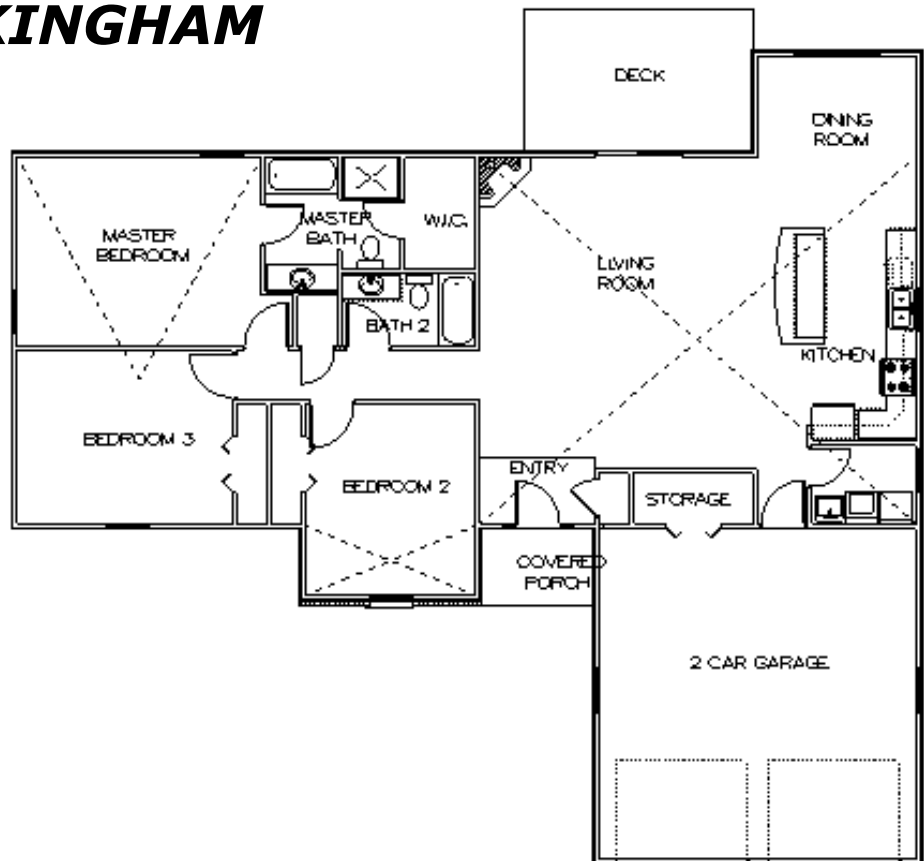 KINGHAM
DECK
DINING
ROOM
MASTER
BATH
W.I.C.
MASTER
BEDROOM
LIVING
ROOM
BATH 2
KITCHEN
BEDROOM 3
BEDROOM 2
ENTRY
STORAGE
COVERED
PORCH
2 CAR GARAGE